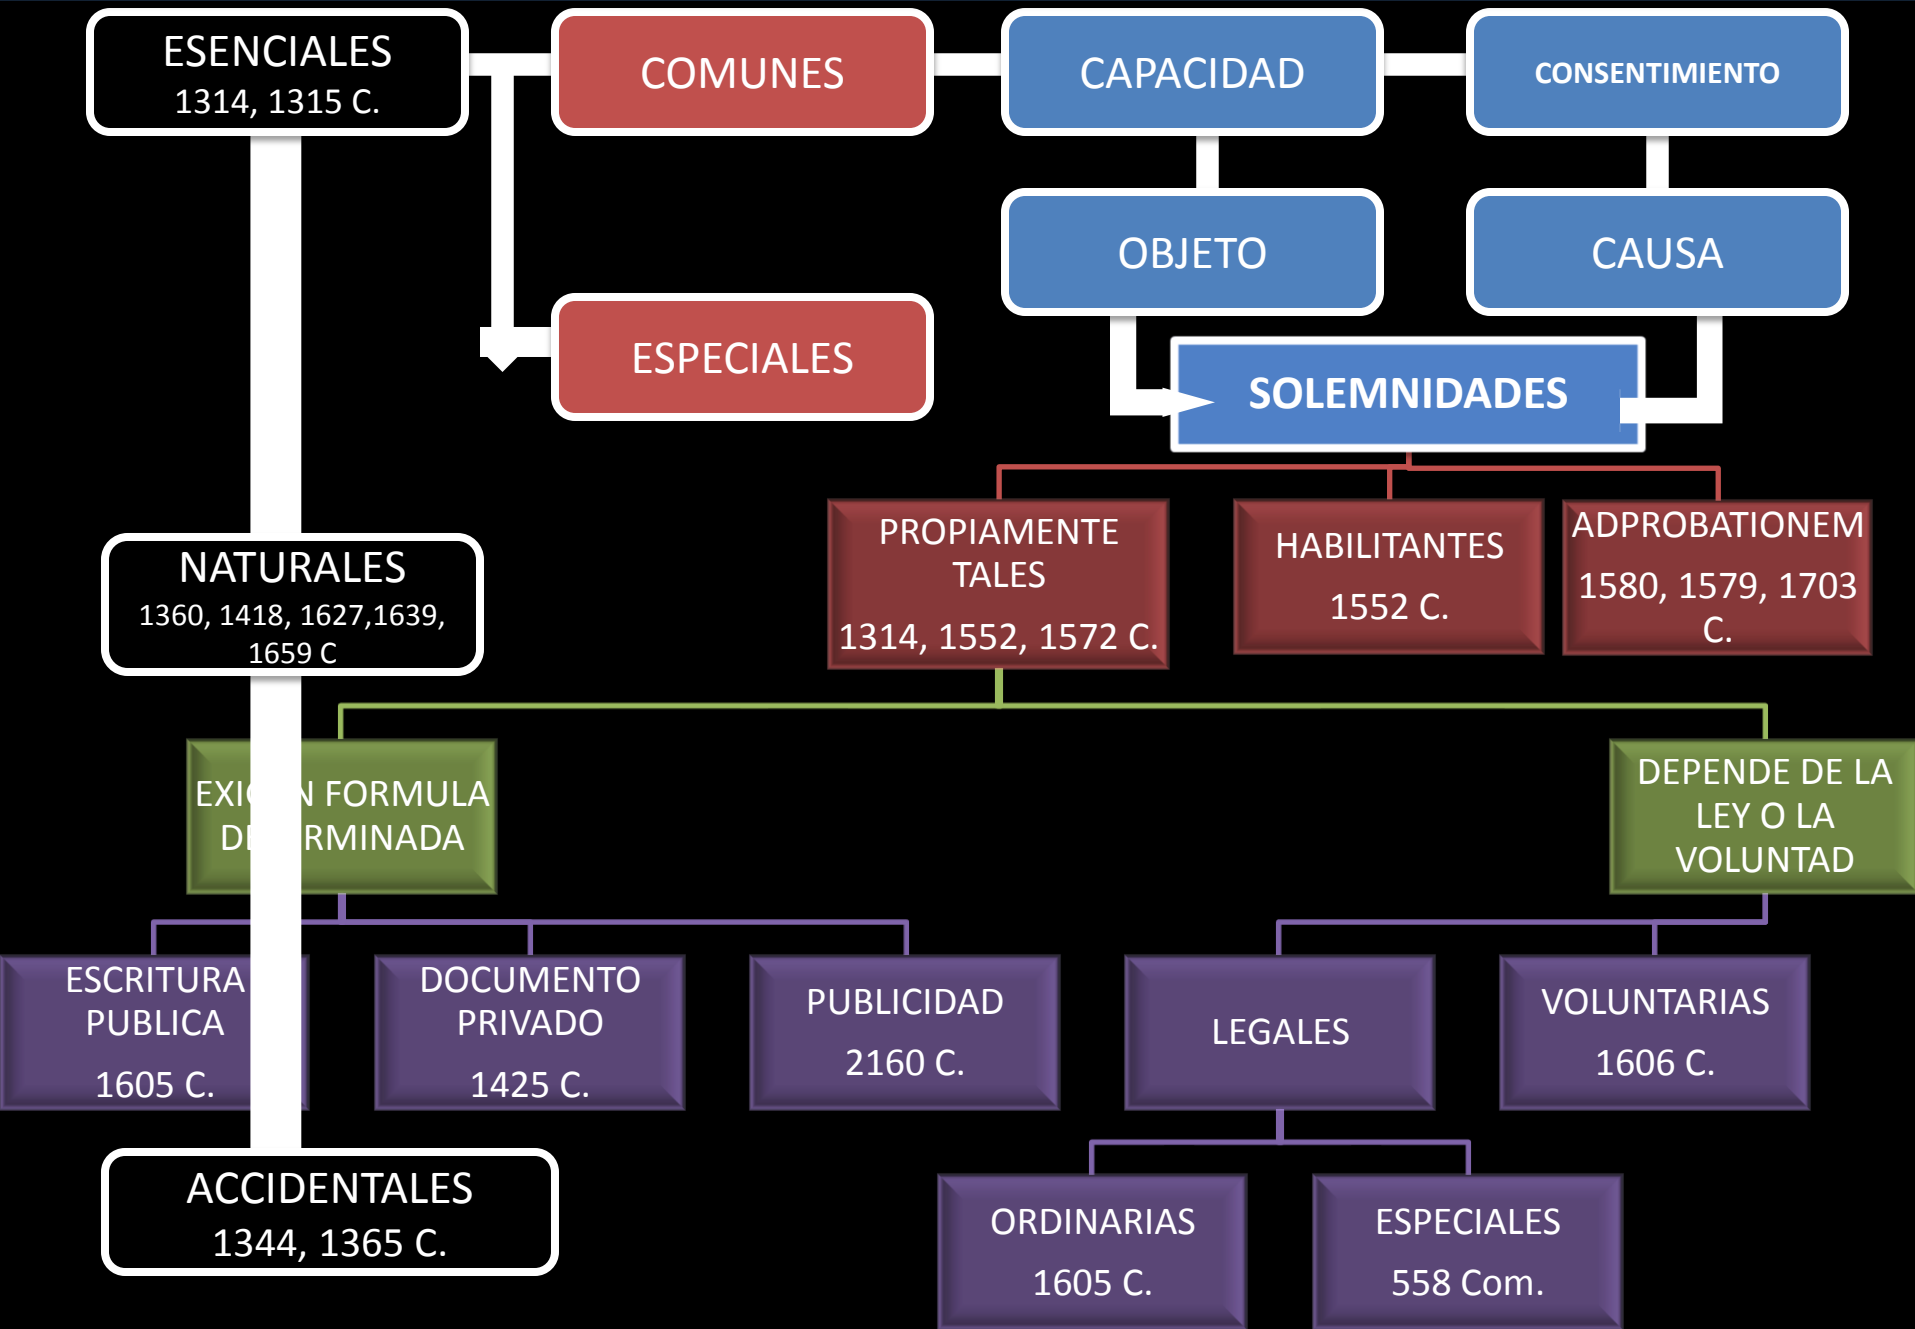 ESENCIALES
1314, 1315 C.
COMUNES
CAPACIDAD
CONSENTIMIENTO
OBJETO
CAUSA
ESPECIALES
SOLEMNIDADES
PROPIAMENTE
TALES
1314, 1552, 1572 C.
HABILITANTES
1552 C.
ADPROBATIONEM
1580, 1579, 1703
C.
NATURALES
1360, 1418, 1627,1639,
1659 C
FORMULA
DEPENDE DE LA
LEY O LA
VOLUNTAD
ESCRITURA
PUBLICA
1605 C.
DOCUMENTO
PRIVADO
1425 C.
PUBLICIDAD
2160 C.
LEGALES
VOLUNTARIAS
1606 C.
ACCIDENTALES
1344, 1365 C.
ORDINARIAS
1605 C.
ESPECIALES
558 Com.